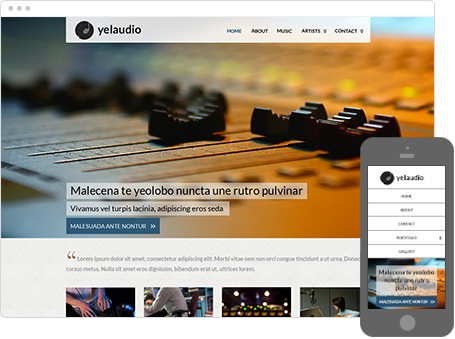 yelaudio
HOME ABOUT MUSIC ARTISTS CONTACT
Malecena te yeolobo nuncta une rutro pulvinar
Vivamus vel turpis lacinia, adipiscing eros seda
MALESUADA ANTE NONTUR »
“ Lorem ipsum dolor sit amet, consectetur adipiscing elit. Morbi vitae sem non orci congue tincidunt a ut urna. Donec
cursus metus. Nulla sit amet eros dignissim, bibendum erat vel, ultrices odio.
yelaudio
HOME
ABOUT
CONTACT
PORTFOLIO
GALLERY
Malecena te yeolobo
nuncta une rutro
pulvinar
MALESUADA ANTE NONTUR »